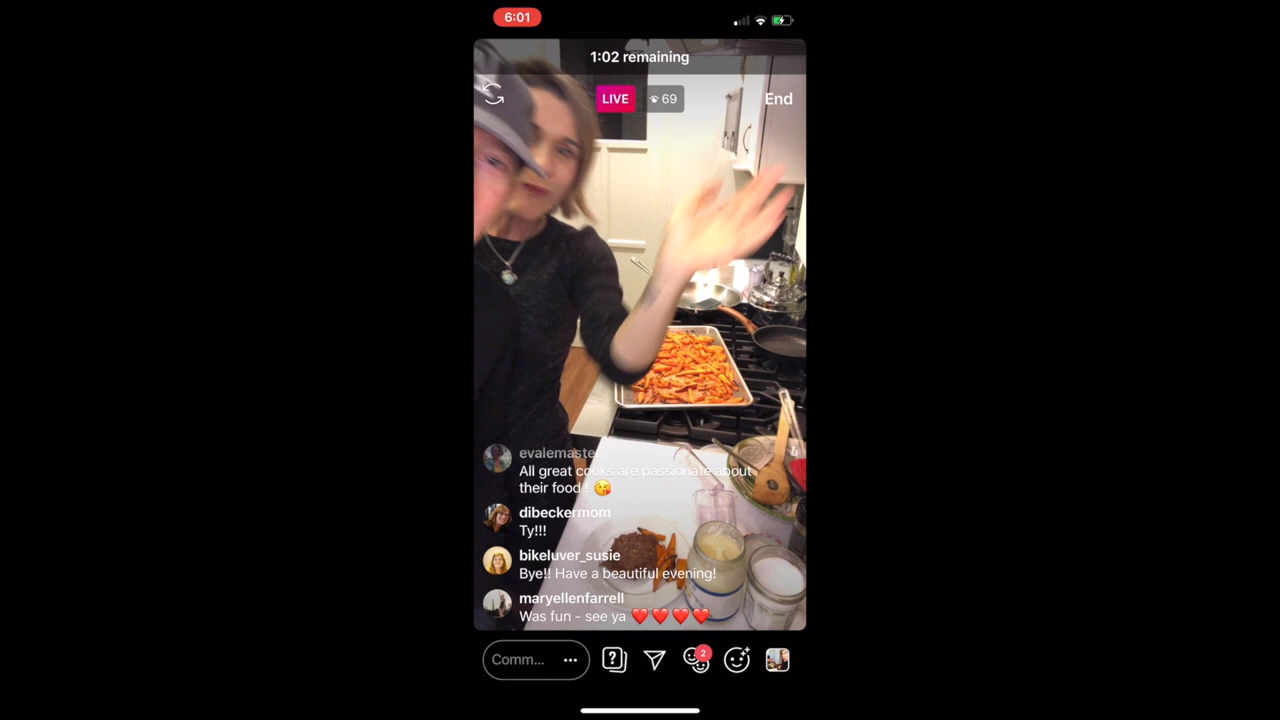 6:01
1:02 remaining
LIVE 69 End
evalemaste
All great cooks are passionate about
their food ! 😘
dibeckermom
Ty!!!
bikeluver_susie
Bye!! Have a beautiful evening!
maryellenfarrell
Was fun - see ya ❤️❤️❤️❤️
Comm... 2